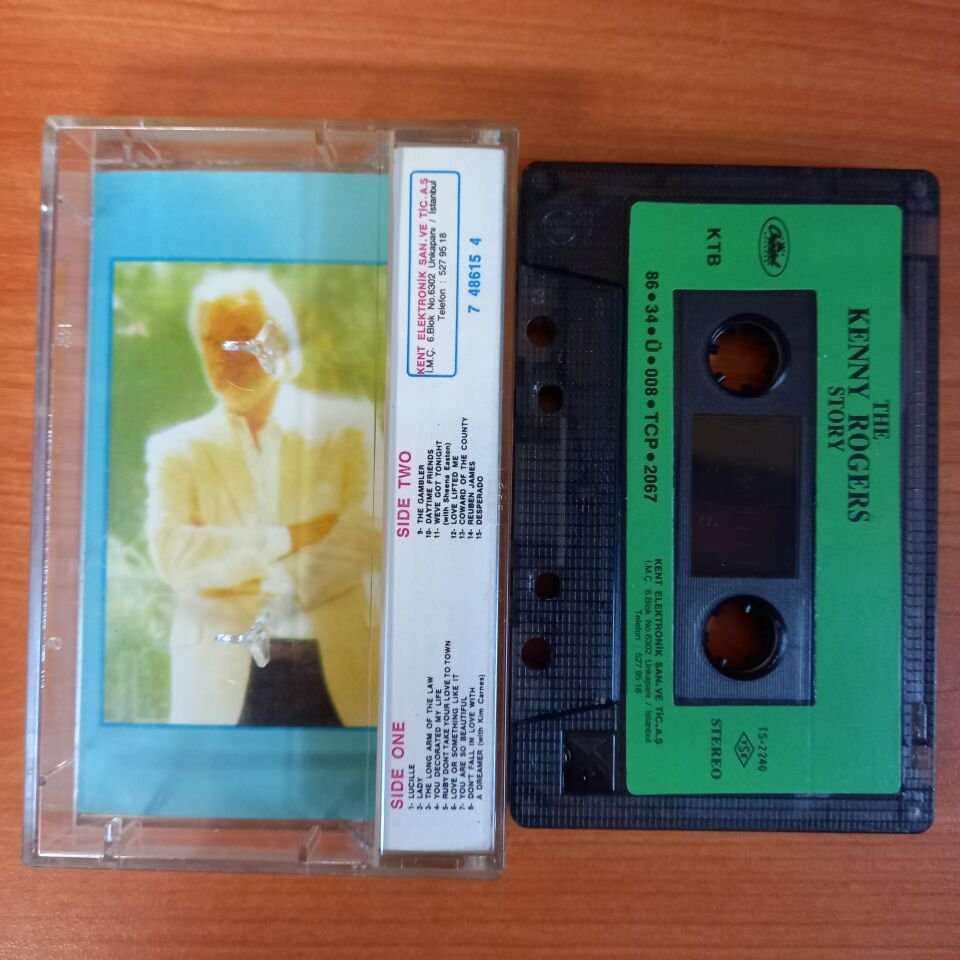 KENT ELEKTRONİK SAN. VE TİC. A.Ş
İ.M.Ç. 6.Blok No.6302 Unkapanı / İstanbul
Telefon : 527 95 18
7 48615 4
SIDE ONE
1- LUCILLE
2- LADY
3- THE LONG ARM OF THE LAW
4- YOU DECORATED MY LIFE
5- RUBY DONT TAKE YOUR LOVE TO TOWN
6- LOVE OR SOMETHING LIKE IT
7- YOU ARE SO BEAUTIFUL
8- DON'T FALL IN LOVE WITH
A DREAMER (with Kim Carnes)
SIDE TWO
9- THE GAMBLER
10- DAYTIME FRIENDS
11- WEVE GOT TONIGHT
(with Sheena Easton)
12- LOVE LIFTED ME
13- COWARD OF THE COUNTY
14- REUBEN JAMES
15- DESPERADO
THE
KENNY ROGERS
STORY
Capitol
KTB
86•34•Ü•008•TCP•2067
KENT ELEKTRONİK SAN. VE TİC. A.Ş
İ.M.Ç. 6.Blok No.6302 Unkapanı / İstanbul
Telefon : 527 95 18
TS-2240
TSE
STEREO